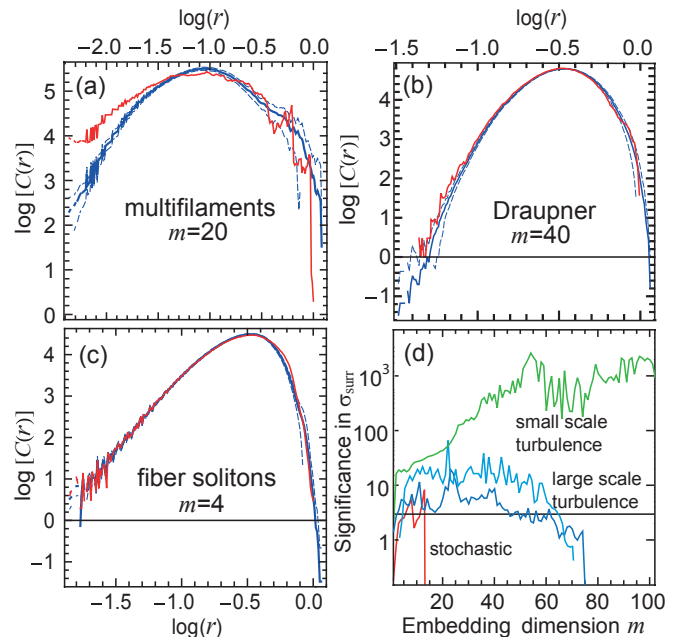 log(r) log(r)
-2.0 -1.5 -1.0 -0.5 0.0 -1.5 -1.0 -0.5 0.0
(a) (b)
log [C(r)] log [C(r)]
5 4
4 3
3 2
2 1
1 0
0 -1
multifilaments Draupner
m=20 m=40
(c) (d)
log [C(r)] Significance in σsurr
4 10³
3 100
2 10
1 1
0
-1
fiber solitons
m=4
small scale
turbulence
large scale
turbulence
stochastic
-1.5 -1.0 -0.5 0.0 20 40 60 80 100
log(r) Embedding dimension m